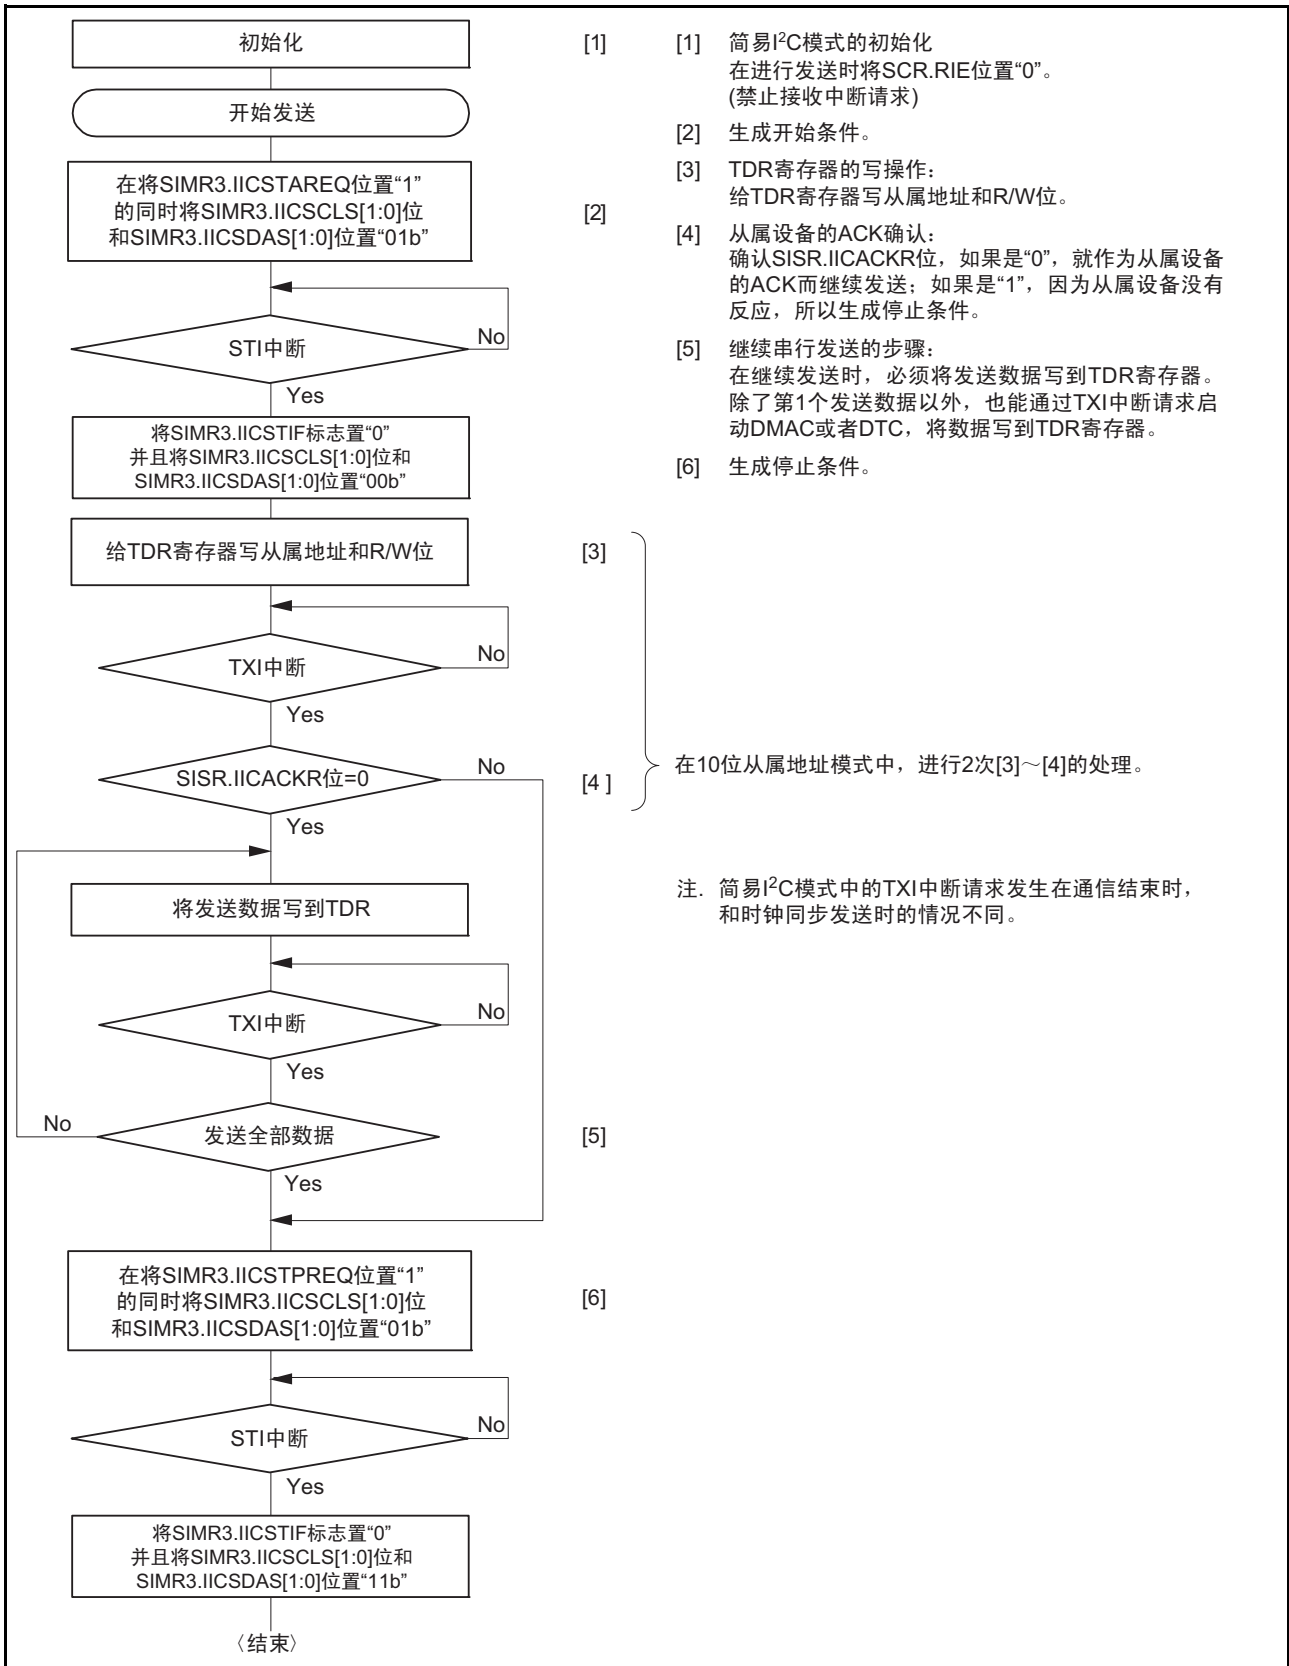 初始化
[1]
开始发送
在将SIMR3.IICSTAREQ位置“1”
的同时将SIMR3.IICSCLS[1:0]位
和SIMR3.IICSDAS[1:0]位置“01b”
[2]
No
STI中断
Yes
将SIMR3.IICSTIF标志置“0”
并且将SIMR3.IICSCLS[1:0]位和
SIMR3.IICSDAS[1:0]位置“00b”
给TDR寄存器写从属地址和R/W位
[3]
No
TXI中断
Yes
SISR.IICACKR位=0
No
[4 ]
Yes
将发送数据写到TDR
No
TXI中断
Yes
No
发送全部数据
[5]
Yes
在将SIMR3.IICSTPREQ位置“1”
的同时将SIMR3.IICSCLS[1:0]位
和SIMR3.IICSDAS[1:0]位置“01b”
[6]
No
STI中断
Yes
将SIMR3.IICSTIF标志置“0”
并且将SIMR3.IICSCLS[1:0]位和
SIMR3.IICSDAS[1:0]位置“11b”
〈结束〉
[1] 简易I²C模式的初始化
在进行发送时将SCR.RIE位置“0”。
(禁止接收中断请求)
[2] 生成开始条件。
[3] TDR寄存器的写操作：
给TDR寄存器写从属地址和R/W位。
[4] 从属设备的ACK确认：
确认SISR.IICACKR位，如果是“0”，就作为从属设备
的ACK而继续发送；如果是“1”，因为从属设备没有
反应，所以生成停止条件。
[5] 继续串行发送的步骤：
在继续发送时，必须将发送数据写到TDR寄存器。
除了第1个发送数据以外，也能通过TXI中断请求启
动DMAC或者DTC，将数据写到TDR寄存器。
[6] 生成停止条件。
在10位从属地址模式中，进行2次[3]～[4]的处理。
注. 简易I²C模式中的TXI中断请求发生在通信结束时，
和时钟同步发送时的情况不同。